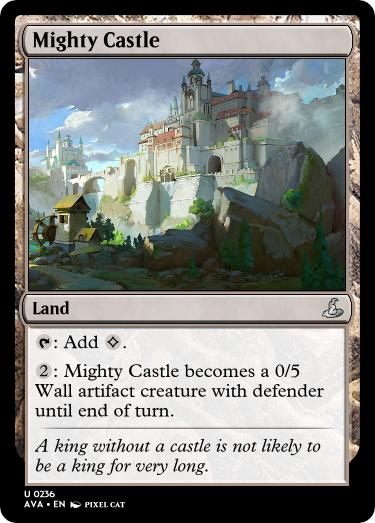 Mighty Castle
Land
: Add .
2: Mighty Castle becomes a 0/5
Wall artifact creature with defender
until end of turn.
A king without a castle is not likely to
be a king for very long.
U 0236
AVA • EN PIXEL CAT